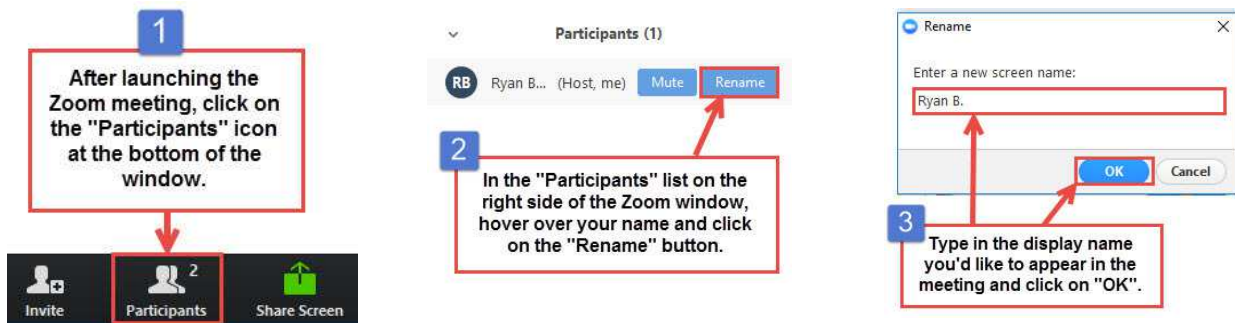 1
After launching the
Zoom meeting, click on
the "Participants" icon
at the bottom of the
window.
2
Invite
Participants
Share Screen
Participants (1)
RB Ryan B... (Host, me) Mute Rename
2
In the "Participants" list on the
right side of the Zoom window,
hover over your name and click
on the "Rename" button.
Rename
Enter a new screen name:
Ryan B.
OK Cancel
3
Type in the display name
you'd like to appear in the
meeting and click on "OK".